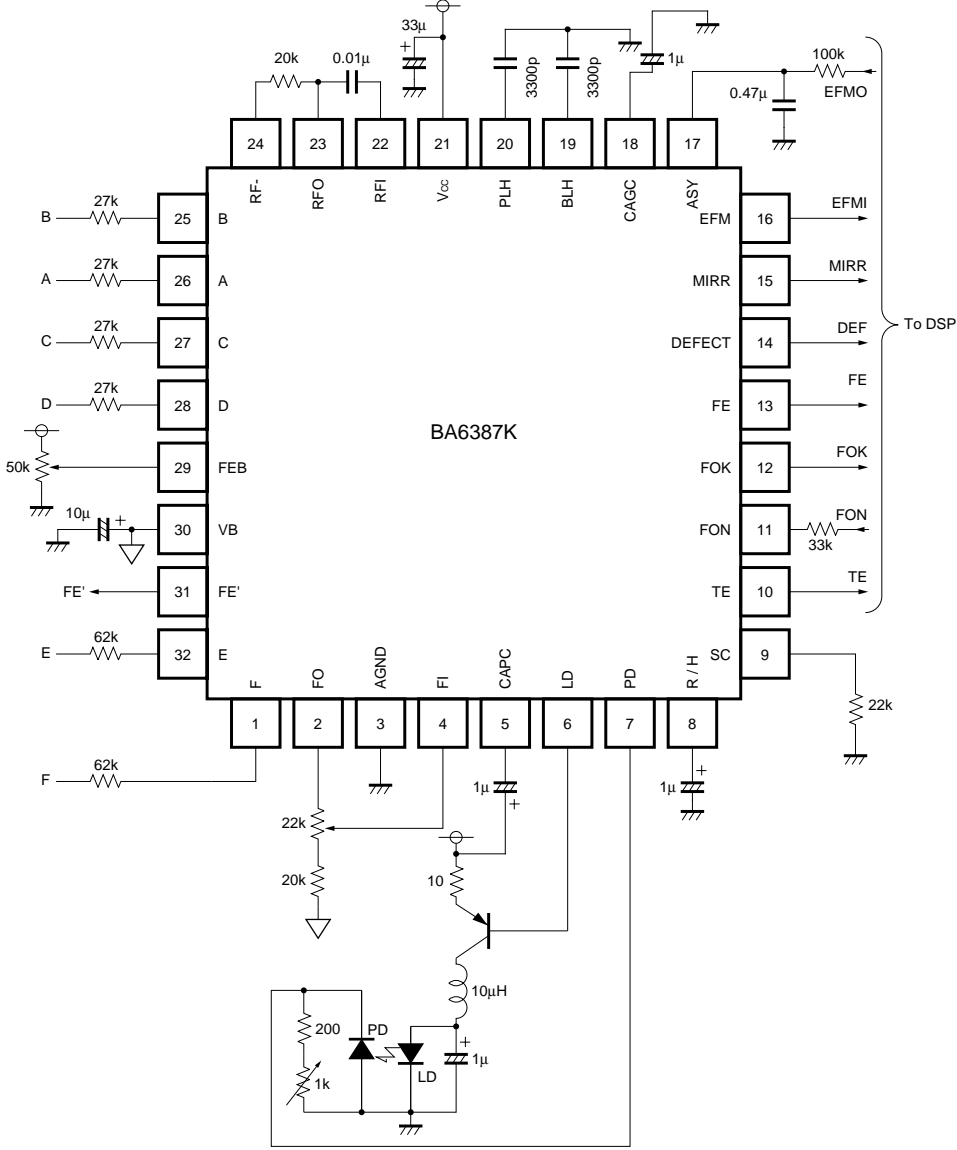 33μ
20k
0.01μ
3300p
3300p
1μ
100k
EFMO
0.47μ
24
23
22
21
20
19
18
17
RF-
RFO
RFI
Vcc
PLH
BLH
CAGC
ASY
B
27k
25
B
A
27k
26
A
C
27k
27
C
D
27k
28
D
50k
29
FEB
10μ
+
30
VB
FE'
31
FE'
E
62k
32
E
BA6387K
EFM
16
EFMI
MIRR
15
MIRR
DEFECT
14
DEF
FE
13
FE
FOK
12
FOK
FON
11
FON
33k
TE
10
TE
SC
9
22k
To DSP
F
FO
AGND
FI
CAPC
LD
PD
R / H
1
2
3
4
5
6
7
8
F
62k
22k
20k
1μ
+
1μ
+
10
10μH
200
1k
PD
LD
+
1μ
+